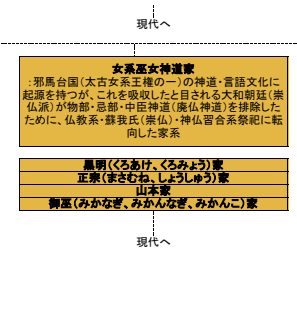 現代へ
女系巫女神道家
：邪馬台国（太古女系王権の一）の神道・言語文化に
起源を持つが、これを吸収したと目される大和朝廷（崇
仏派）が物部・忌部・中臣神道（廃仏神道）を排除した
ために、仏教系・蘇我氏（崇仏）・神仏習合系祭祀に転
向した家系
黒明（くろあけ、くろみょう）家
正宗（まさむね、しょうしゅう）家
山本家
御巫（みかなぎ、みかんなぎ、みかんこ）家
現代へ